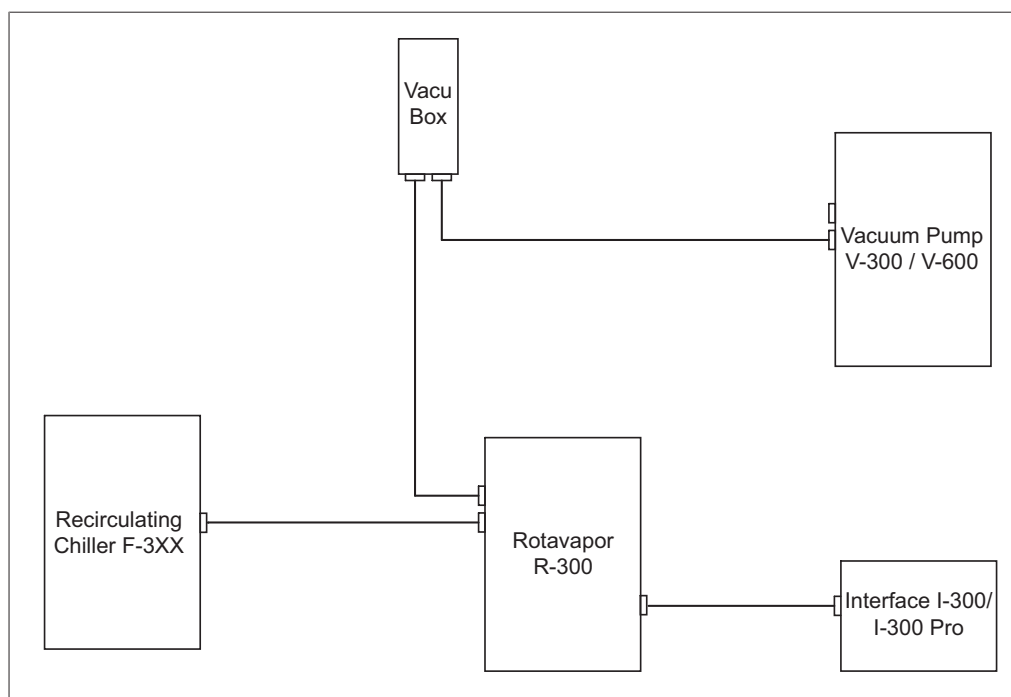 Vacu
Box
Vacuum Pump
V-300 / V-600
Recirculating
Chiller F-3XX
Rotavapor
R-300
Interface I-300/
I-300 Pro